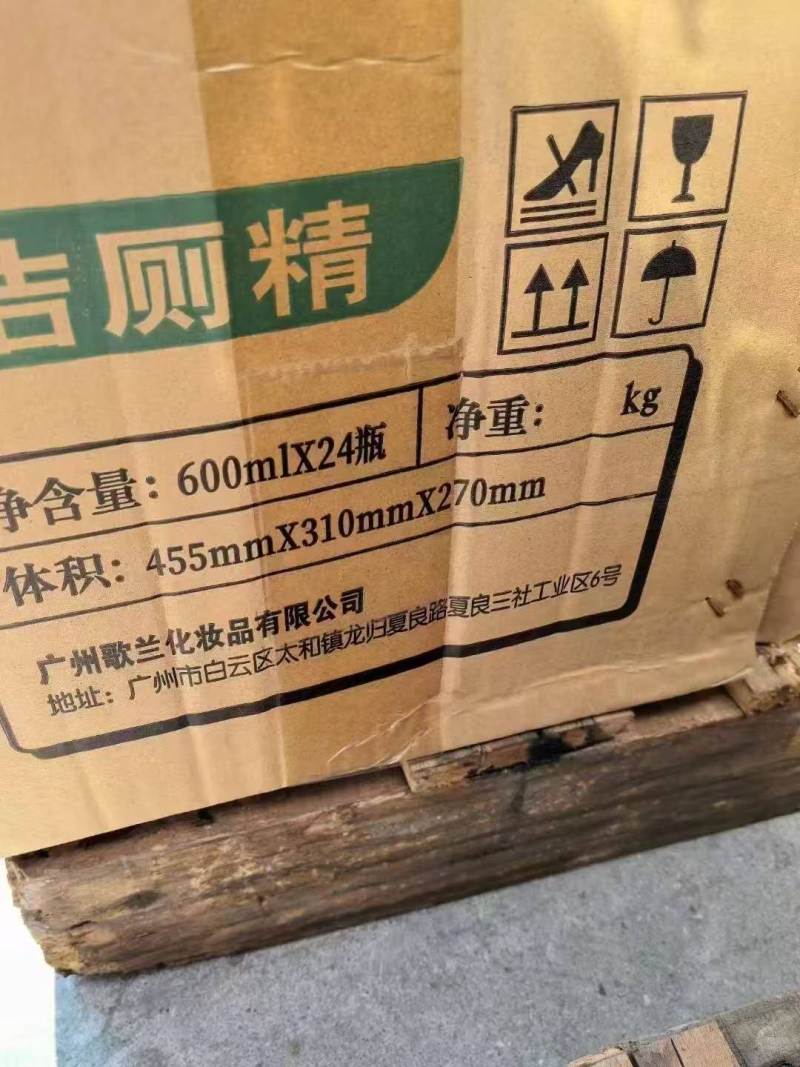 洁厕精
净含量：600mlX24瓶 净重： kg
体积：455mmX310mmX270mm
广州歌兰化妆品有限公司
地址：广州市白云区太和镇龙归夏良路夏良三社工业区6号